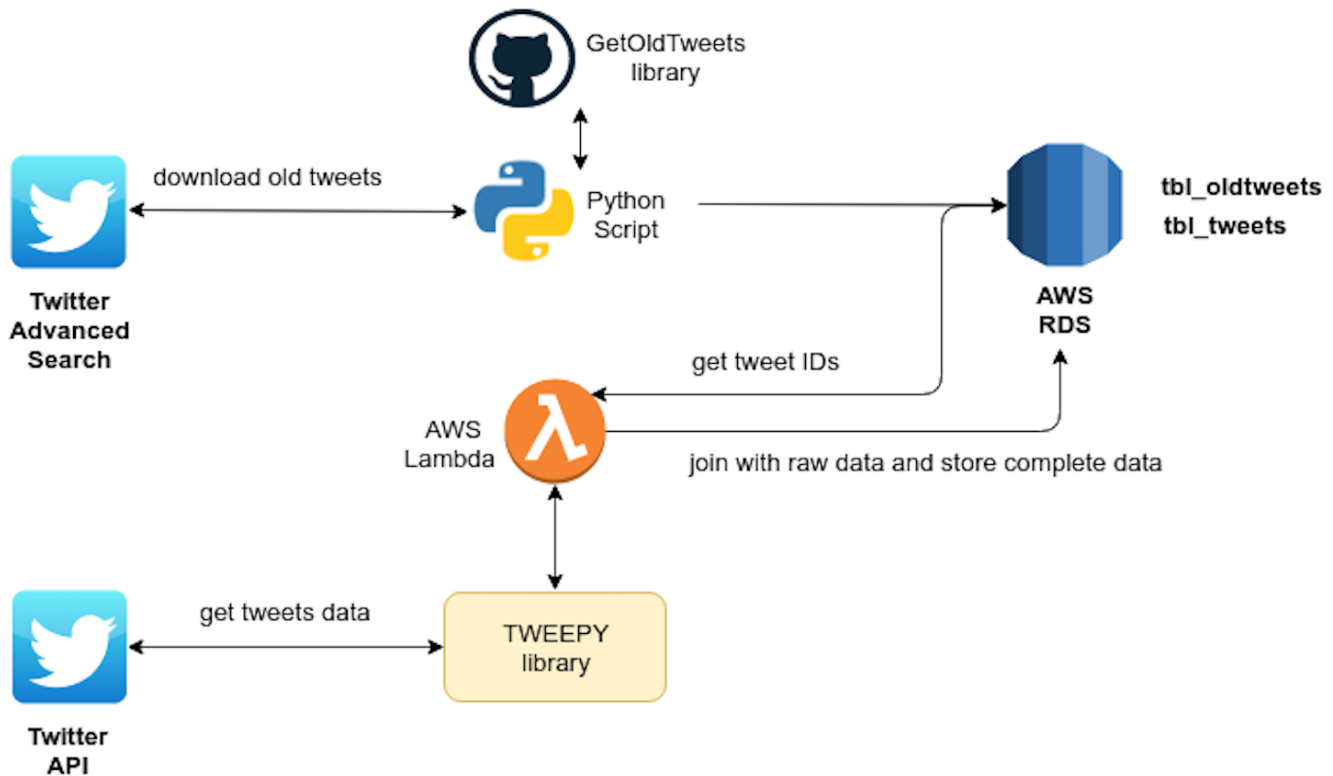 GetOldTweets
library
download old tweets
Python
Script
tbl_oldtweets
tbl_tweets
Twitter
Advanced
Search
AWS
RDS
get tweet IDs
AWS
Lambda
join with raw data and store complete data
get tweets data
TWEEPY
library
Twitter
API